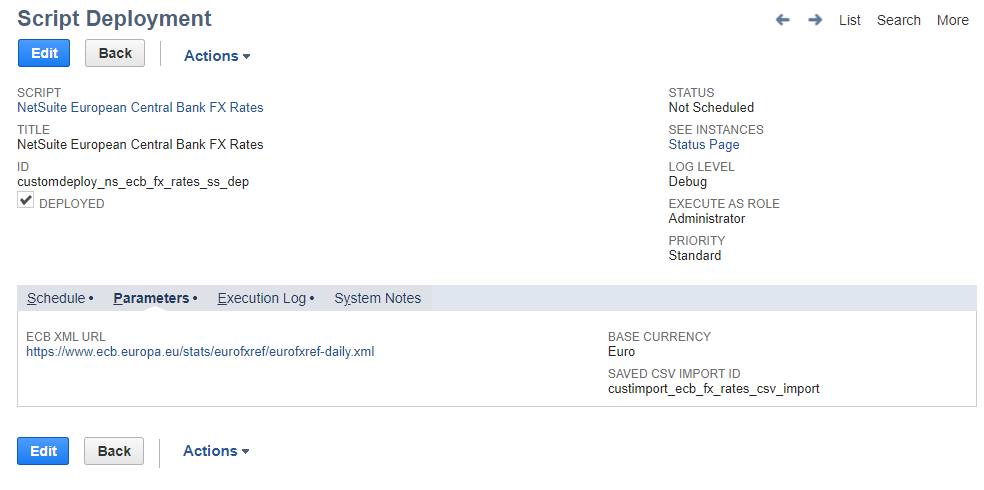 Script Deployment
List Search More
Edit Back Actions
SCRIPT
NetSuite European Central Bank FX Rates
TITLE
NetSuite European Central Bank FX Rates
ID
customdeploy_ns_ecb_fx_rates_ss_dep
DEPLOYED
STATUS
Not Scheduled
SEE INSTANCES
Status Page
LOG LEVEL
Debug
EXECUTE AS ROLE
Administrator
PRIORITY
Standard
Schedule • Parameters • Execution Log • System Notes
ECB XML URL
https://www.ecb.europa.eu/stats/eurofxref/eurofxref-daily.xml
BASE CURRENCY
Euro
SAVED CSV IMPORT ID
custimport_ecb_fx_rates_csv_import
Edit Back Actions